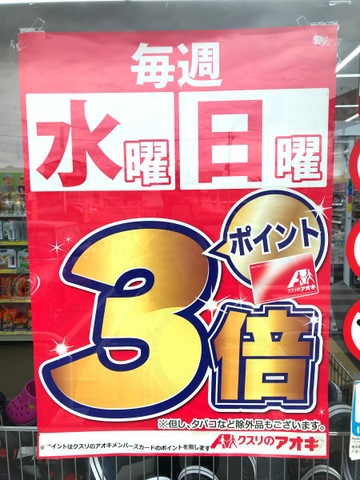 毎週
水曜 日曜
ポイント
クスリのアオキ
3倍
※但し、タバコなど除外品もございます。
イントはクスリのアオキメンバーズカードのポイントを指します
クスリのアオキ